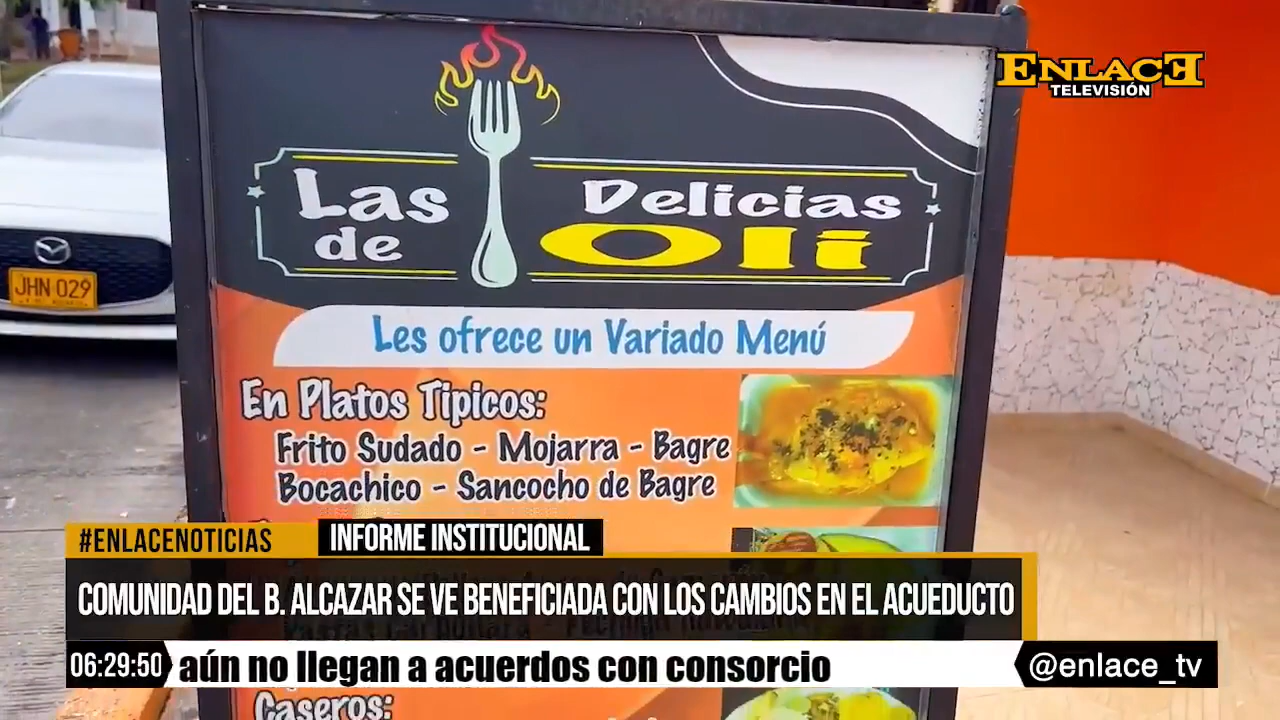 ENLACE
TELEVISIÓN
Las Delicias
de Oli
JHN 029
Les ofrece un Variado Menú
En Platos Tipicos:
Frito Sudado - Mojarra - Bagre
Bocachico - Sancocho de Bagre
#ENLACENOTICIAS
INFORME INSTITUCIONAL
COMUNIDAD DEL B. ALCAZAR SE VE BENEFICIADA CON LOS CAMBIOS EN EL ACUEDUCTO
06:29:50 aún no llegan a acuerdos con consorcio
@enlace_tv
Caseros: